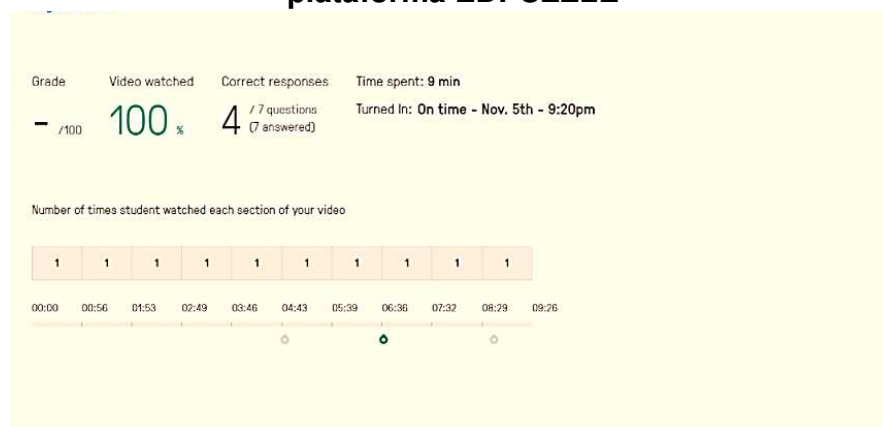 plataforma EDPUZZLE
Grade Video watched Correct responses Time spent: 9 min
- /100 100 % 4 / 7 questions (7 answered) Turned In: On time - Nov, 5th - 9:20pm
Number of times student watched each section of your video
1 1 1 1 1 1 1 1 1 1
00:00 00:56 01:53 02:49 03:46 04:43 05:39 06:36 07:32 08:29 09:26